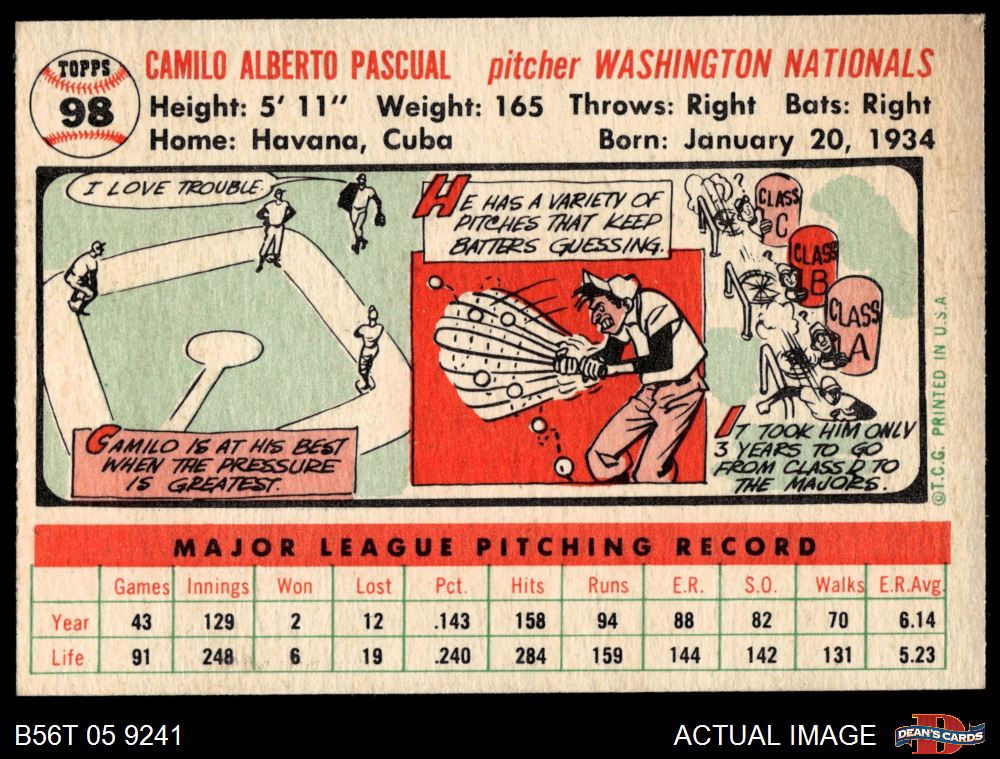 TOPPS
98
CAMILO ALBERTO PASCUAL pitcher WASHINGTON NATIONALS
Height: 5' 11" Weight: 165 Throws: Right Bats: Right
Home: Havana, Cuba Born: January 20, 1934
I LOVE TROUBLE.
CAMILO IS AT HIS BEST
WHEN THE PRESSURE
IS GREATEST.
HE HAS A VARIETY OF
PITCHES THAT KEEP
BATTERS GUESSING.
?
CLASS
C
?
CLASS
B
?
CLASS
A
IT TOOK HIM ONLY
3 YEARS TO GO
FROM CLASS D TO
THE MAJORS.
©T.C.G. PRINTED IN U.S.A.
MAJOR LEAGUE PITCHING RECORD
Games Innings Won Lost Pct. Hits Runs E.R. S.O. Walks E.R.Avg.
Year 43 129 2 12 .143 158 94 88 82 70 6.14
Life 91 248 6 19 .240 284 159 144 142 131 5.23
B56T 05 9241 ACTUAL IMAGE
D
DEAN'S CARDS